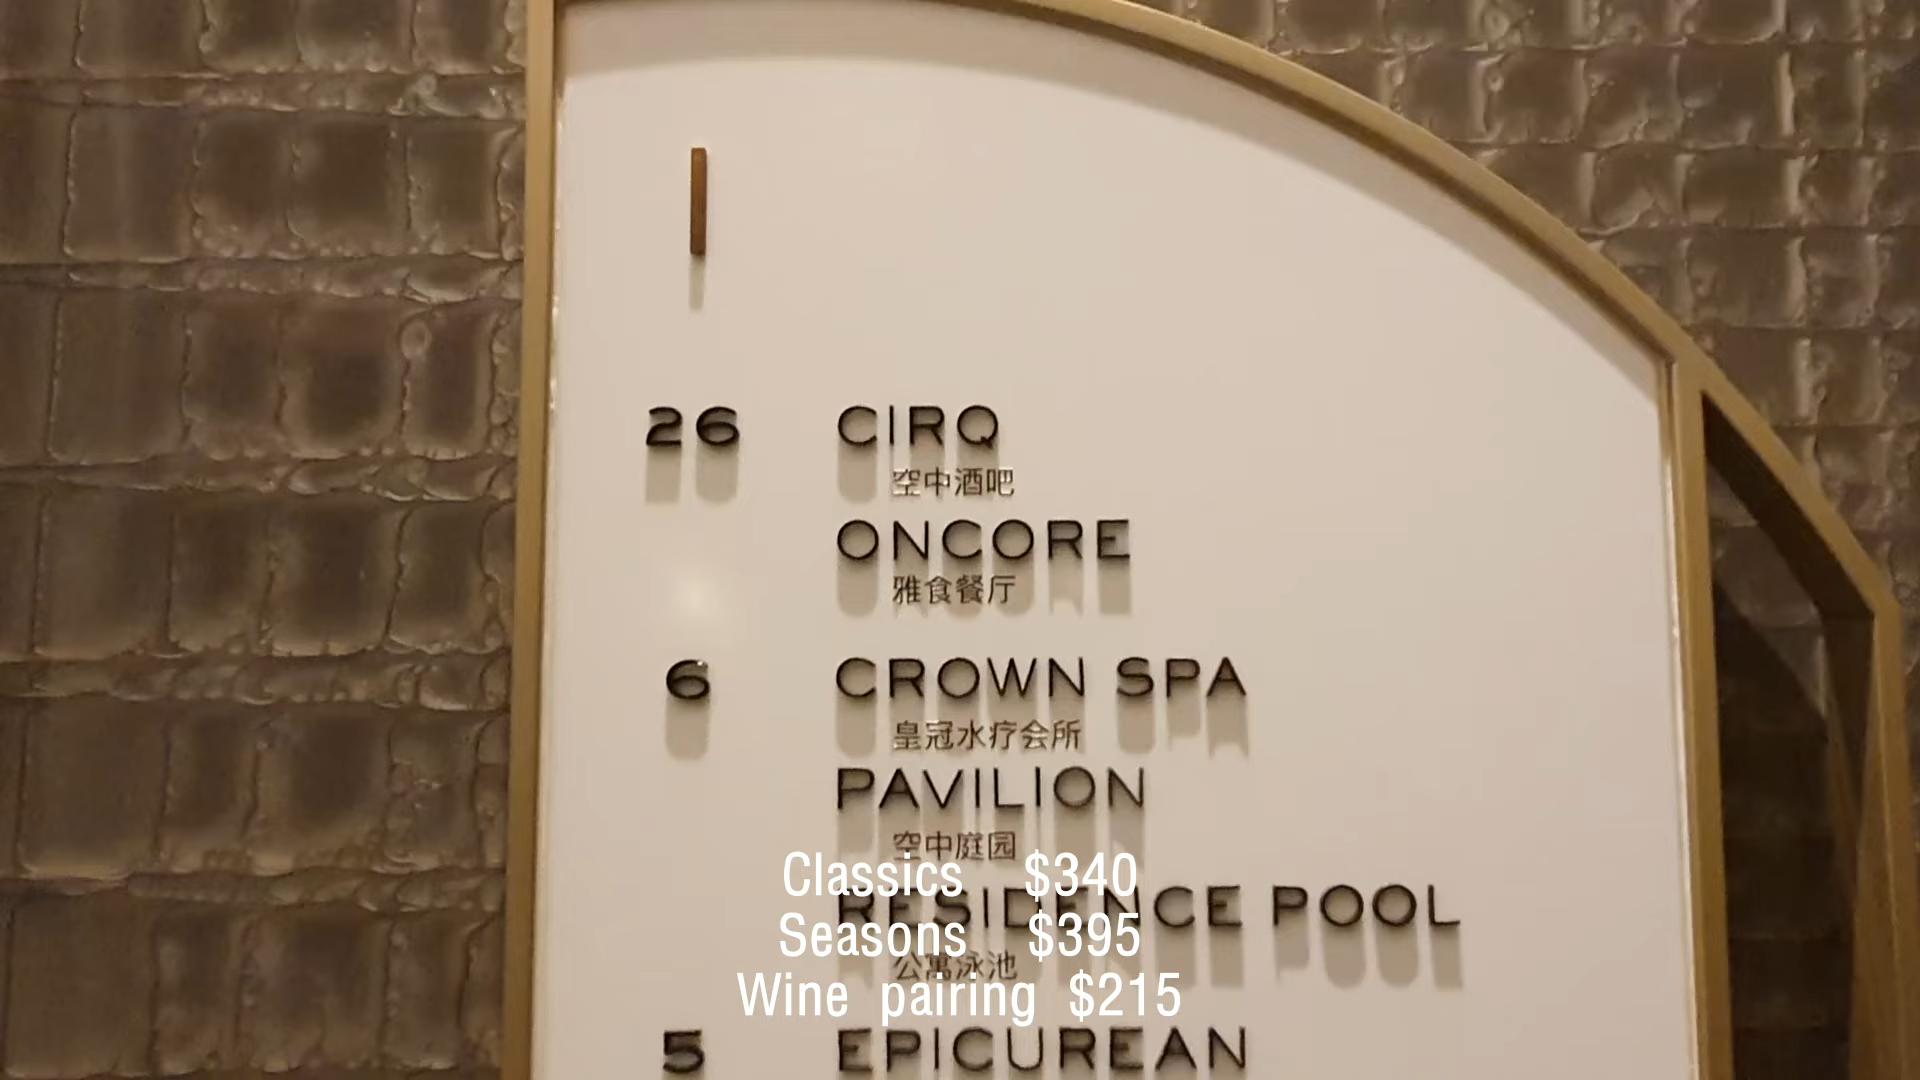 26 CIRQ
空中酒吧
ONCORE
雅食餐厅
6 CROWN SPA
皇冠水疗会所
PAVILION
空中庭园
Classics $340
RESIDENCE POOL
Seasons $395
公寓泳池
Wine pairing $215
5 EPICUREAN